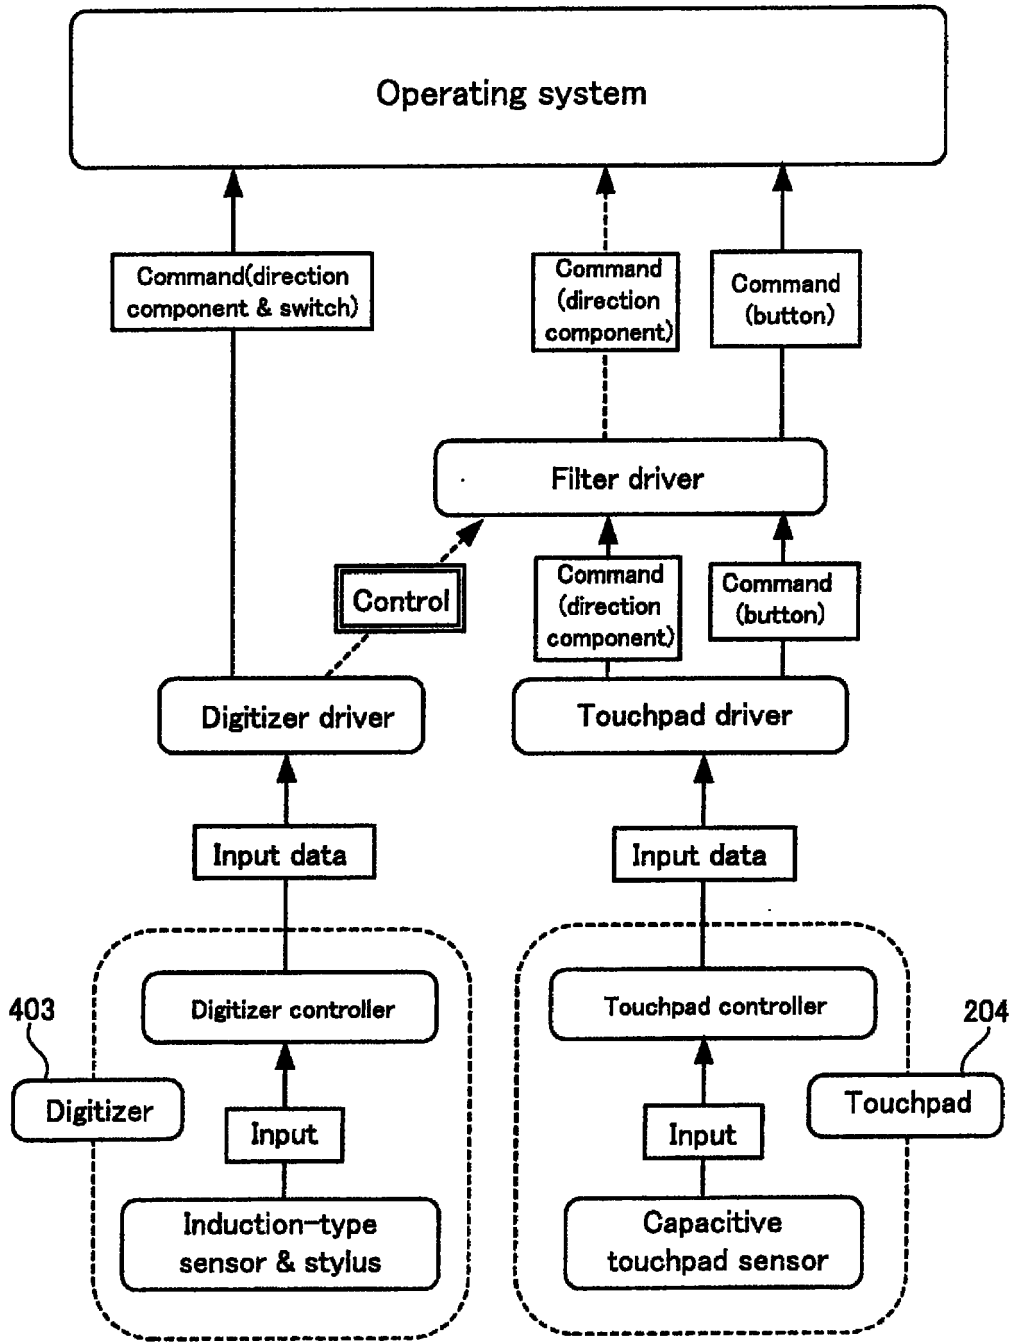 Operating system
Command(direction
component & switch)
Command
(direction
component)
Command
(button)
Filter driver
Control
Command
(direction
component)
Command
(button)
Digitizer driver
Touchpad driver
Input data
Input data
Digitizer controller
Touchpad controller
403
204
Digitizer
Touchpad
Input
Input
Induction-type
sensor & stylus
Capacitive
touchpad sensor